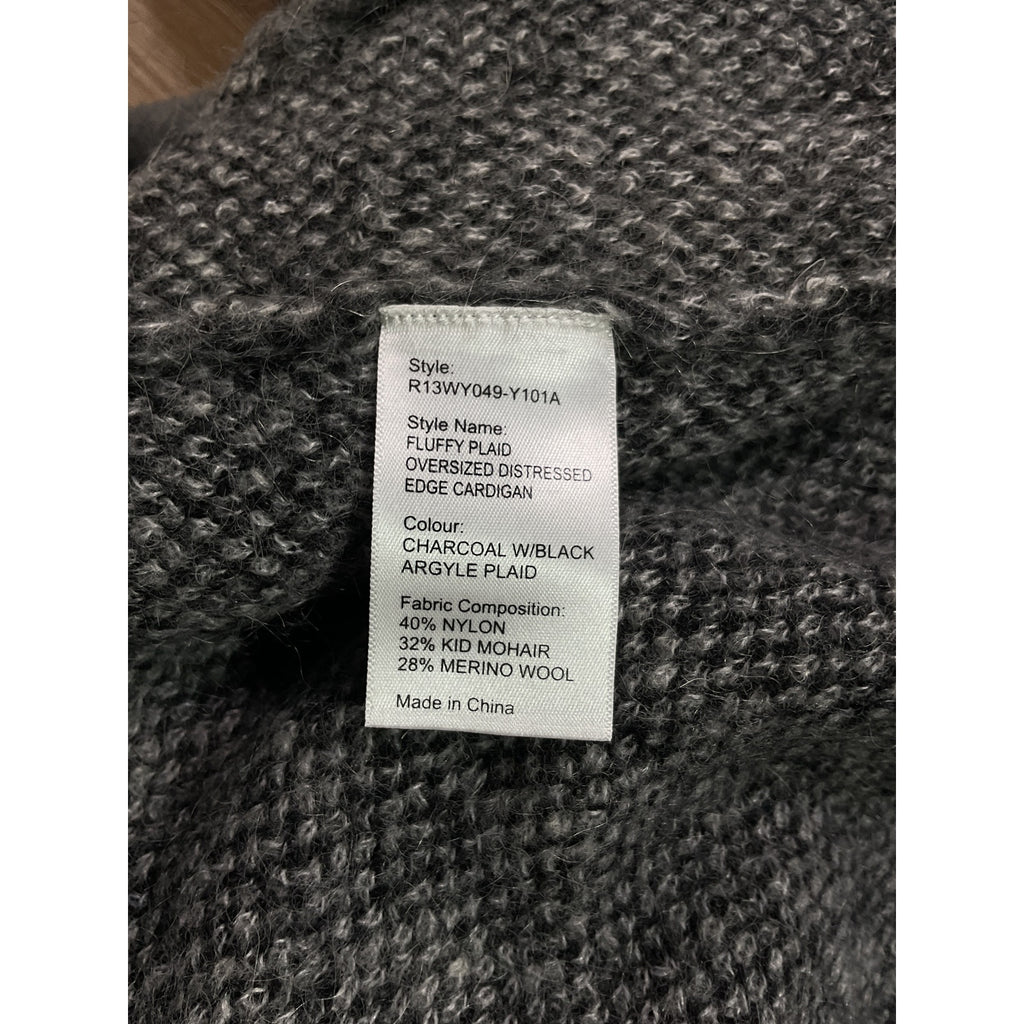 Style:
R13WY049-Y101A
Style Name:
FLUFFY PLAID
OVERSIZED DISTRESSED
EDGE CARDIGAN
Colour:
CHARCOAL W/BLACK
ARGYLE PLAID
Fabric Composition:
40% NYLON
32% KID MOHAIR
28% MERINO WOOL
Made in China